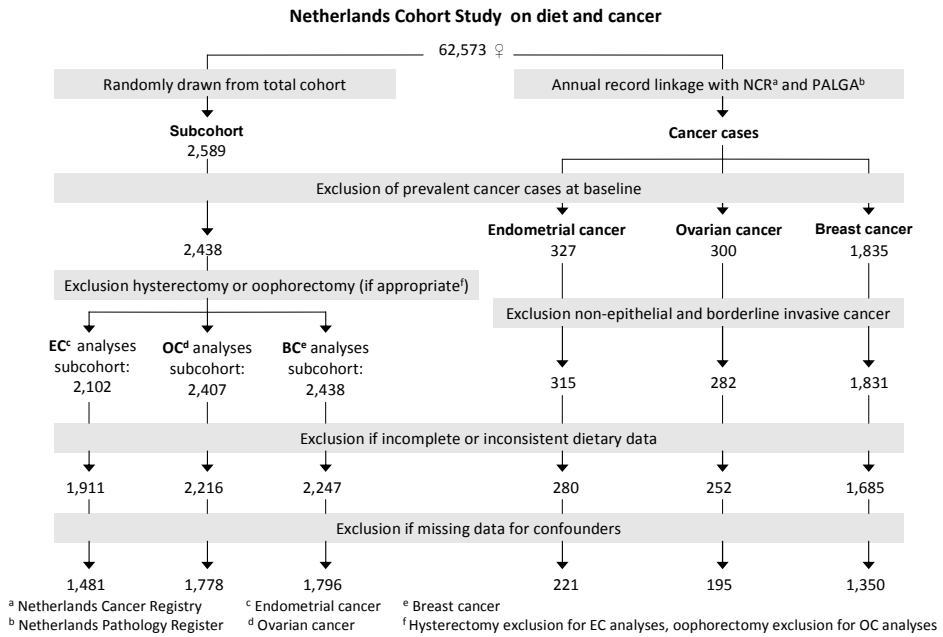 Netherlands Cohort Study on diet and cancer
62,573 ♀
Randomly drawn from total cohort
Annual record linkage with NCRᵃ and PALGAᵇ
Subcohort
2,589
Cancer cases
Exclusion of prevalent cancer cases at baseline
2,438
Endometrial cancer
327
Ovarian cancer
300
Breast cancer
1,835
Exclusion hysterectomy or oophorectomy (if appropriateᶠ)
Exclusion non-epithelial and borderline invasive cancer
ECᶜ analyses
subcohort:
2,102
OCᵈ analyses
subcohort:
2,407
BCᵉ analyses
subcohort:
2,438
315
282
1,831
Exclusion if incomplete or inconsistent dietary data
1,911
2,216
2,247
280
252
1,685
Exclusion if missing data for confounders
1,481
1,778
1,796
221
195
1,350
ᵃ Netherlands Cancer Registry
ᶜ Endometrial cancer
ᵉ Breast cancer
ᵇ Netherlands Pathology Register
ᵈ Ovarian cancer
ᶠ Hysterectomy exclusion for EC analyses, oophorectomy exclusion for OC analyses